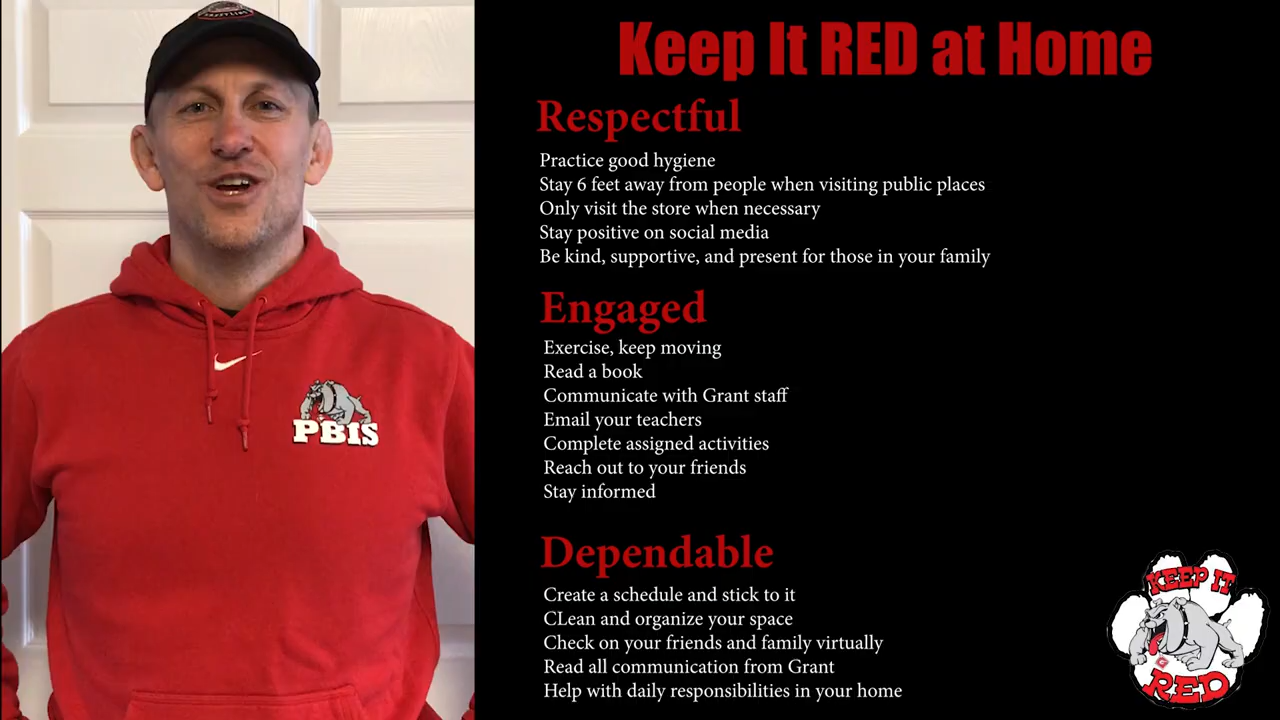 Keep It RED at Home
Respectful
Practice good hygiene
Stay 6 feet away from people when visiting public places
Only visit the store when necessary
Stay positive on social media
Be kind, supportive, and present for those in your family
Engaged
Exercise, keep moving
Read a book
Communicate with Grant staff
Email your teachers
Complete assigned activities
Reach out to your friends
Stay informed
Dependable
Create a schedule and stick to it
CLean and organize your space
Check on your friends and family virtually
Read all communication from Grant
Help with daily responsibilities in your home
PBIS
KEEP IT
RED